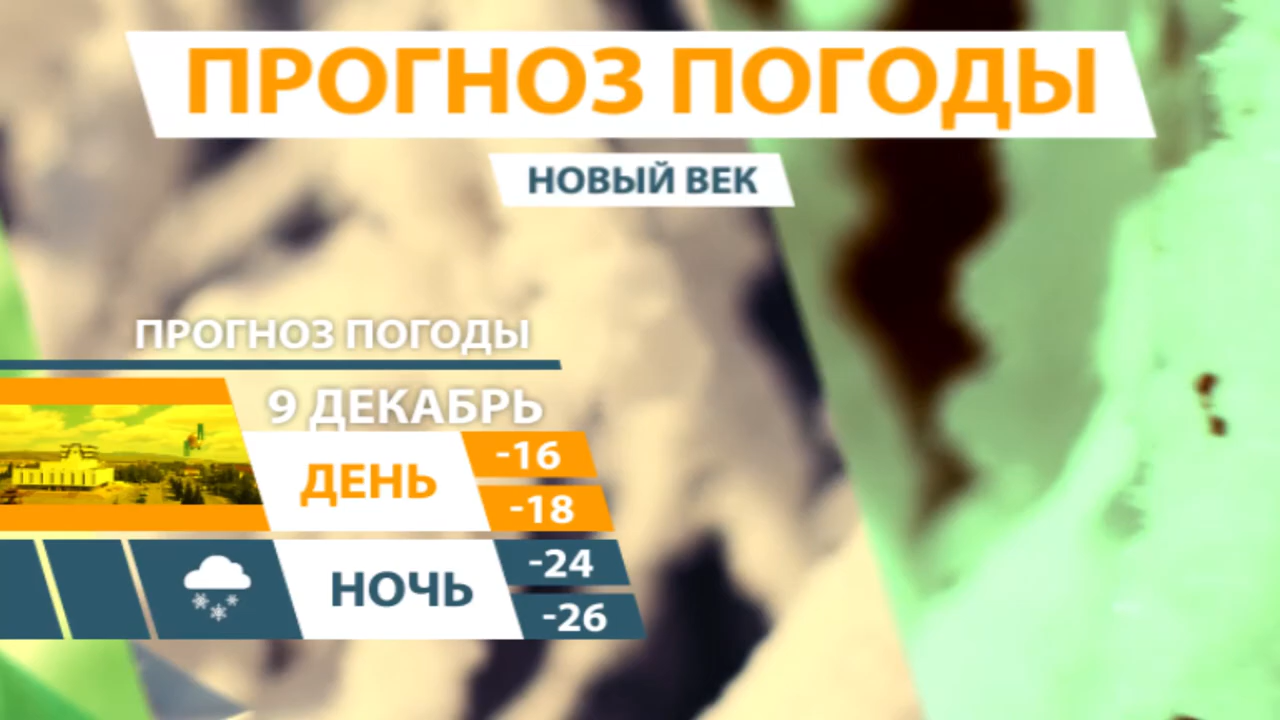 ПРОГНОЗ ПОГОДЫ
НОВЫЙ ВЕК
ПРОГНОЗ ПОГОДЫ
9 ДЕКАБРЬ
ДЕНЬ
-16
-18
НОЧЬ
-24
-26